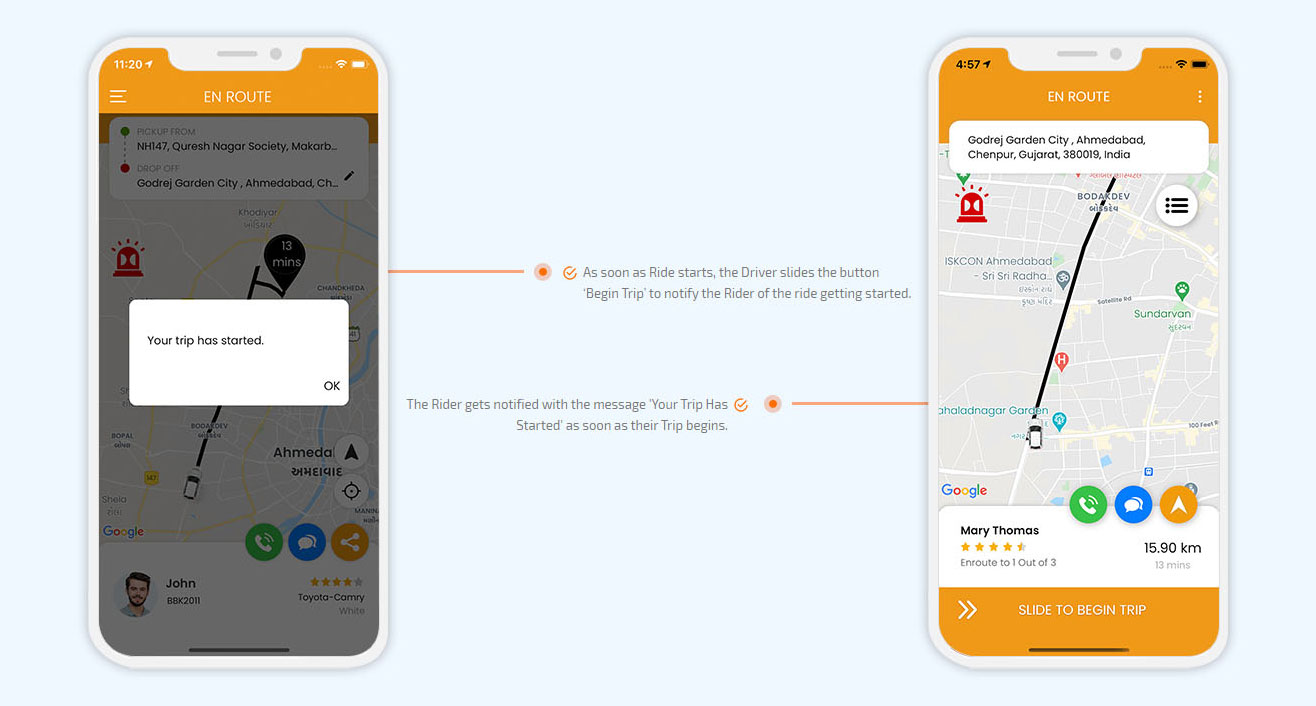 11:20
EN ROUTE
PICKUP FROM
NH147, Quresh Nagar Society, Makarb...
DROP OFF
Godrej Garden City , Ahmedabad, Ch...
Khodiyar
13
mins
CHANDKHEDA
Your trip has started.
OK
BOPAL
બોપલ
BODAKDEV
Ahmeda
અમદાવાદ
147
Shela
શેલા
MANIN
Google
John
BBK2011
Toyota-Camry
White
As soon as Ride starts, the Driver slides the button
‘Begin Trip’ to notify the Rider of the ride getting started.
The Rider gets notified with the message 'Your Trip Has
Started' as soon as their Trip begins.
4:57
EN ROUTE
Godrej Garden City , Ahmedabad,
Chenpur, Gujarat, 380019, India
BODAKDEV
બોડકદેવ
ISKCON Ahmedabad
- Sri Sri Radha...
Satellite Rd
Sundarvan
સુંદરવન
H
ahaladnagar Garden
100 Feet R
Google
Mary Thomas
Enroute to 1 Out of 3
15.90 km
13 mins
SLIDE TO BEGIN TRIP